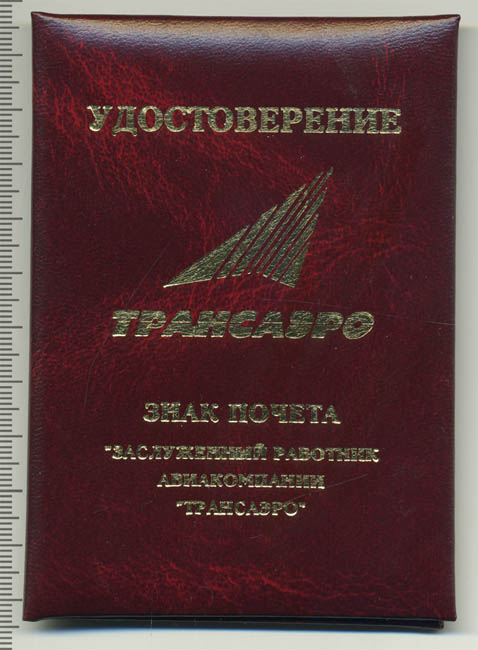 УДОСТОВЕРЕНИЕ
ТРАНСАЭРО
ЗНАК ПОЧЕТА
"ЗАСЛУЖЕННЫЙ РАБОТНИК
АВИАКОМПАНИИ
"ТРАНСАЭРО"